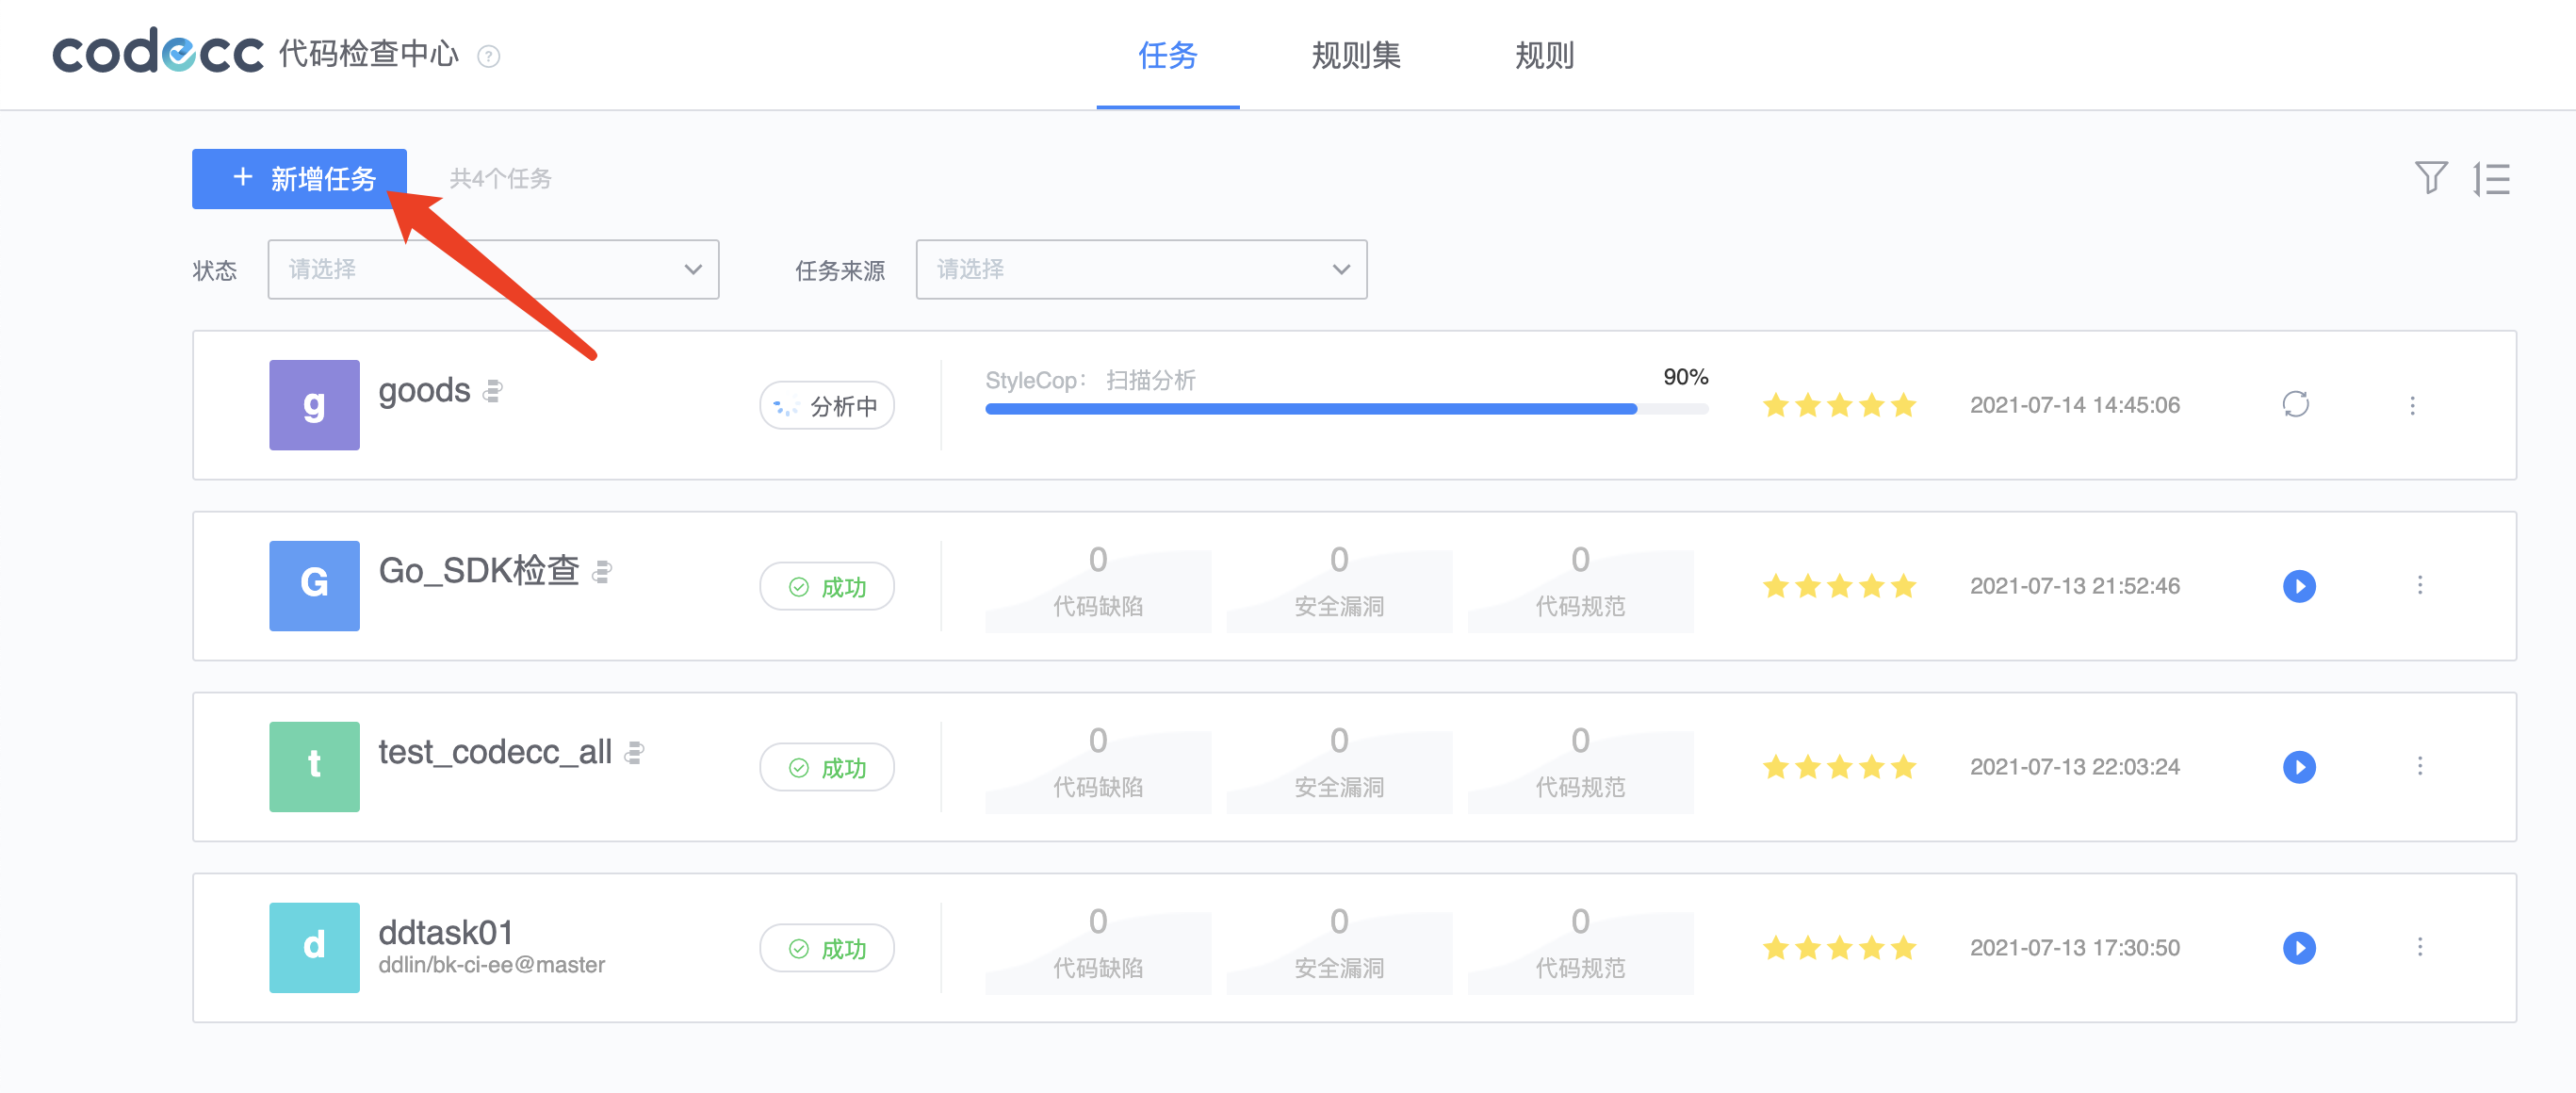 codecc 代码检查中心 ?
任务 规则集 规则
+ 新增任务 共4个任务
状态 请选择 任务来源 请选择
g goods 分析中 StyleCop： 扫描分析 90% 2021-07-14 14:45:06
G Go_SDK检查 成功 0 代码缺陷 0 安全漏洞 0 代码规范 2021-07-13 21:52:46
t test_codecc_all 成功 0 代码缺陷 0 安全漏洞 0 代码规范 2021-07-13 22:03:24
d ddtask01 成功 0 代码缺陷 0 安全漏洞 0 代码规范 2021-07-13 17:30:50
ddlin/bk-ci-ee@master